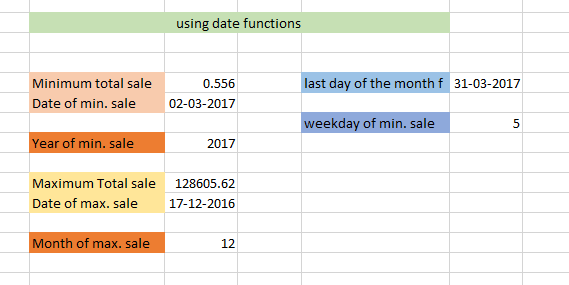 using date functions
Minimum total sale 0.556 last day of the month f 31-03-2017
Date of min. sale 02-03-2017
weekday of min. sale 5
Year of min. sale 2017
Maximum Total sale 128605.62
Date of max. sale 17-12-2016
Month of max. sale 12